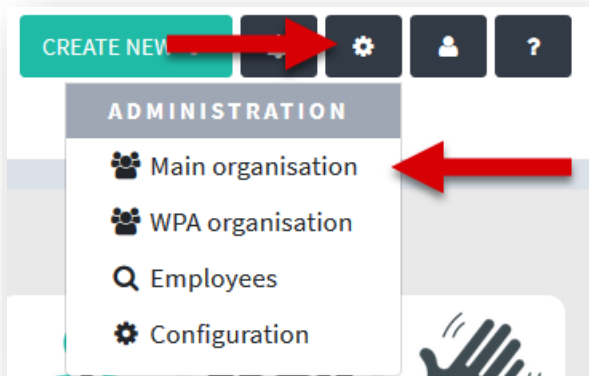 CREATE NEW
?
ADMINISTRATION
Main organisation
WPA organisation
Employees
Configuration